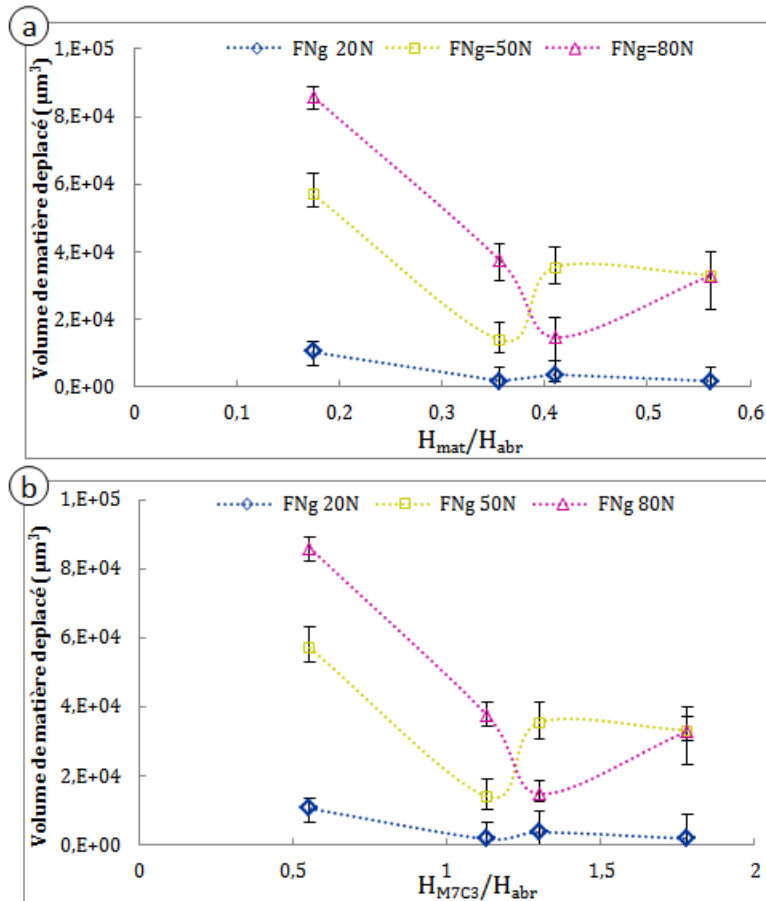 a
1,E+05
8,E+04
6,E+04
4,E+04
2,E+04
0,E+00
Volume de matière deplacé (µm³)
FNg 20N
FNg=50N
FNg=80N
0
0,1
0,2
0,3
0,4
0,5
0,6
Hmat/Habr
b
1,E+05
8,E+04
6,E+04
4,E+04
2,E+04
0,E+00
Volume de matière deplacé (µm³)
FNg 20N
FNg 50N
FNg 80N
0
0,5
1
1,5
2
HM7C3/Habr